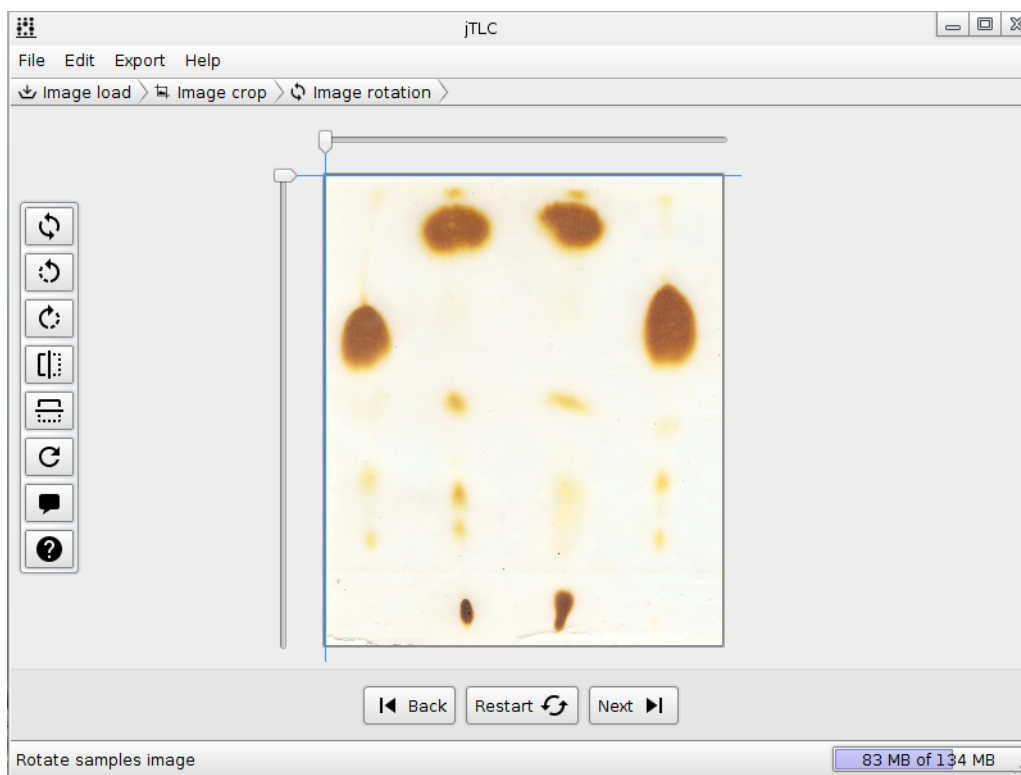 jTLC
File Edit Export Help
Image load Image crop Image rotation
Back Restart Next
Rotate samples image 83 MB of 134 MB